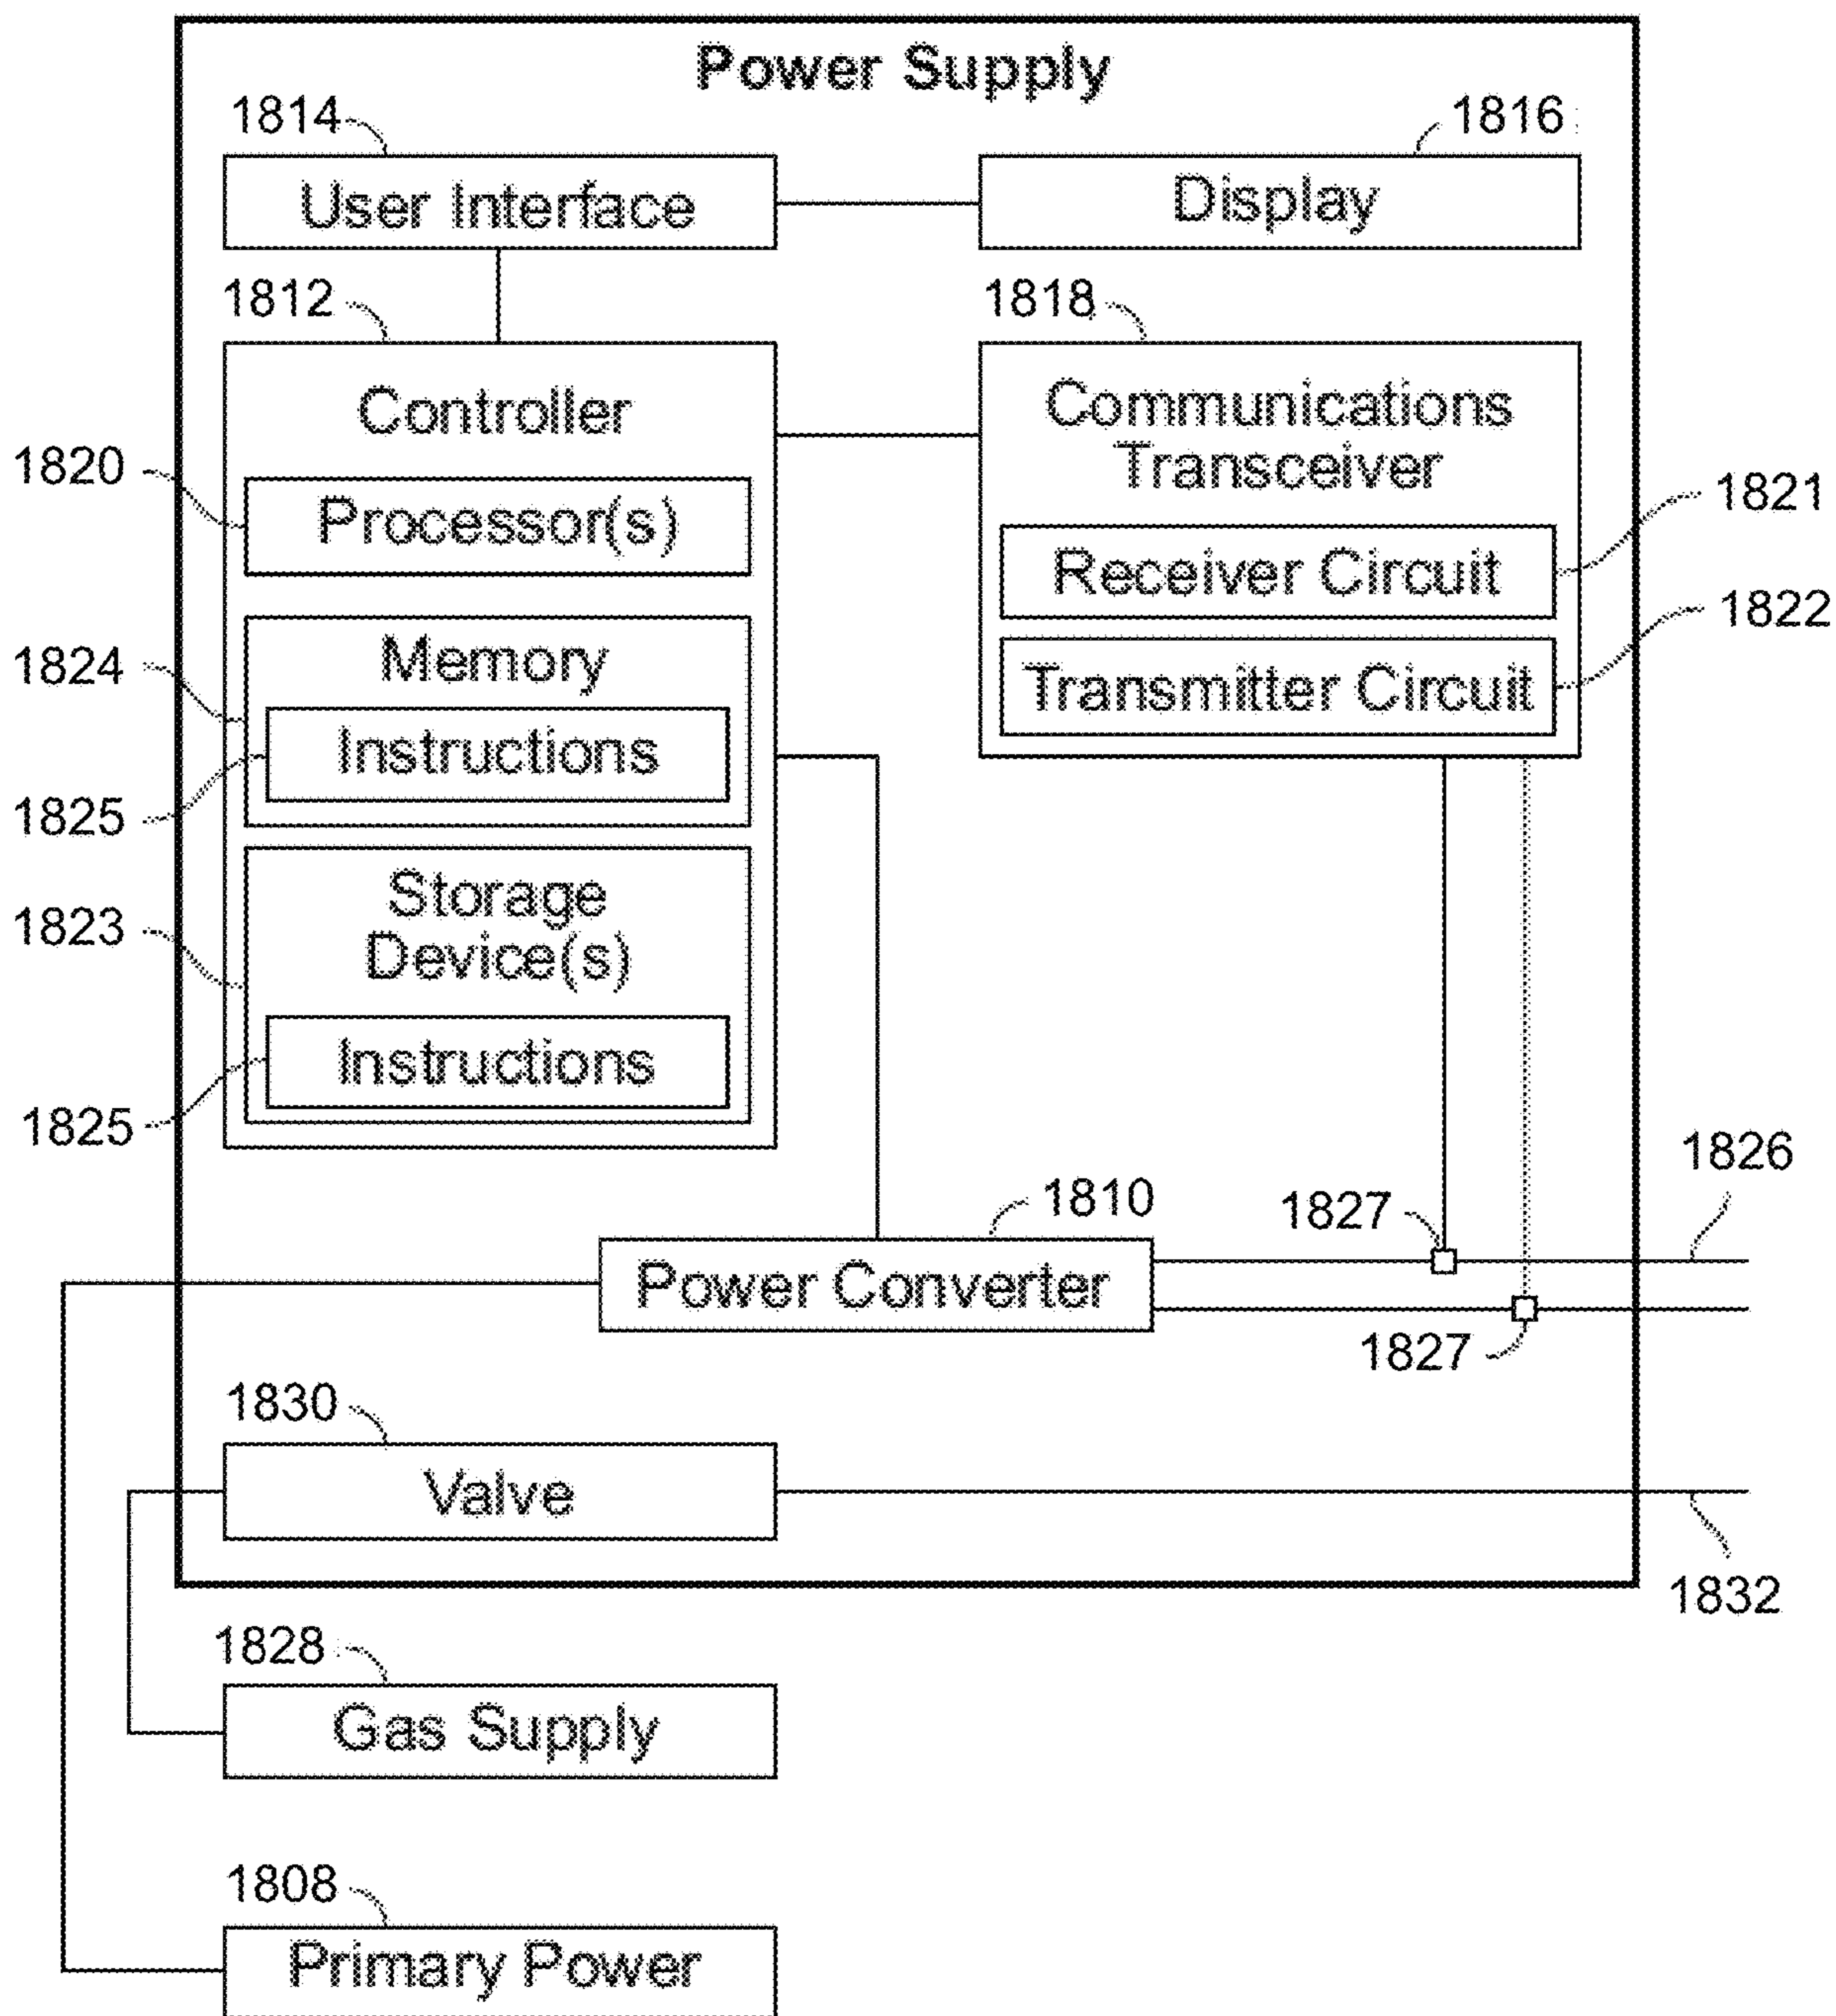 Power Supply
1814
1816
User Interface
Display
1812
1818
Controller
Communications
Transceiver
1820
Processor(s)
1821
Receiver Circuit
1822
1824
Memory
Transmitter Circuit
Instructions
1825
Storage
Device(s)
1823
Instructions
1825
1826
1810
1827
Power Converter
1827
1830
Valve
1832
1828
Gas Supply
1808
Primary Power